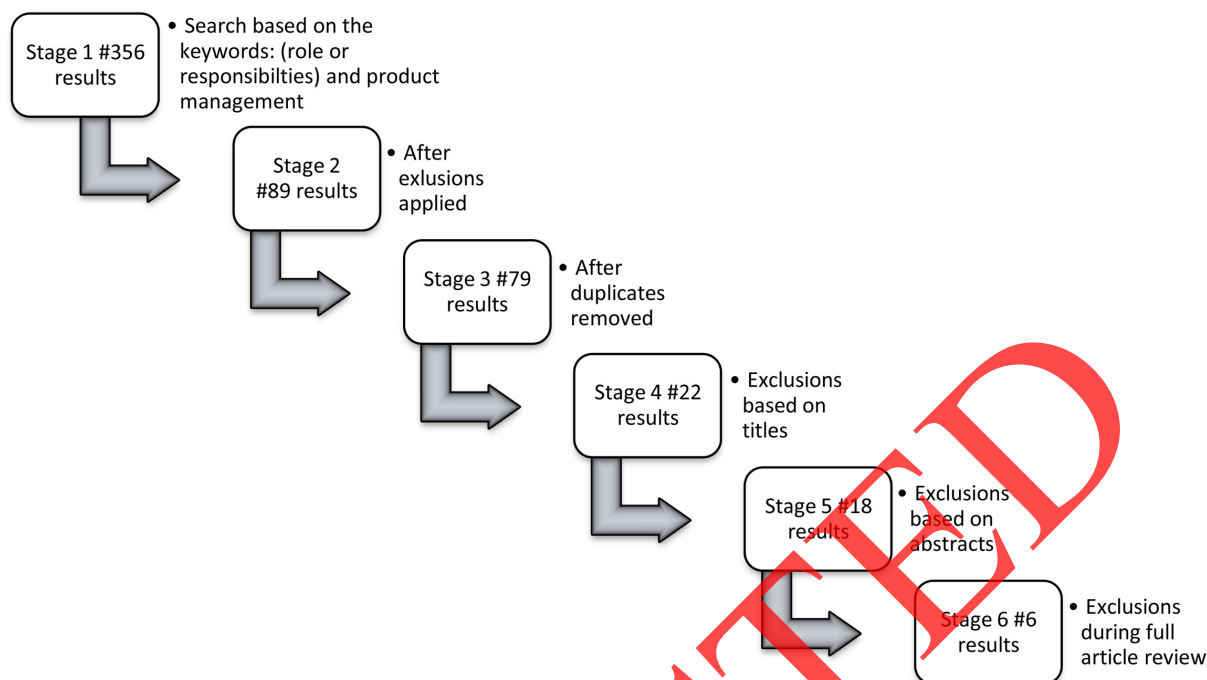 Stage 1 #356
results
• Search based on the
keywords: (role or
responsibilties) and product
management
Stage 2
#89 results
• After
exlusions
applied
Stage 3 #79
results
• After
duplicates
removed
Stage 4 #22
results
• Exclusions
based on
titles
Stage 5 #18
results
• Exclusions
based on
abstracts
Stage 6 #6
results
• Exclusions
during full
article review
TED